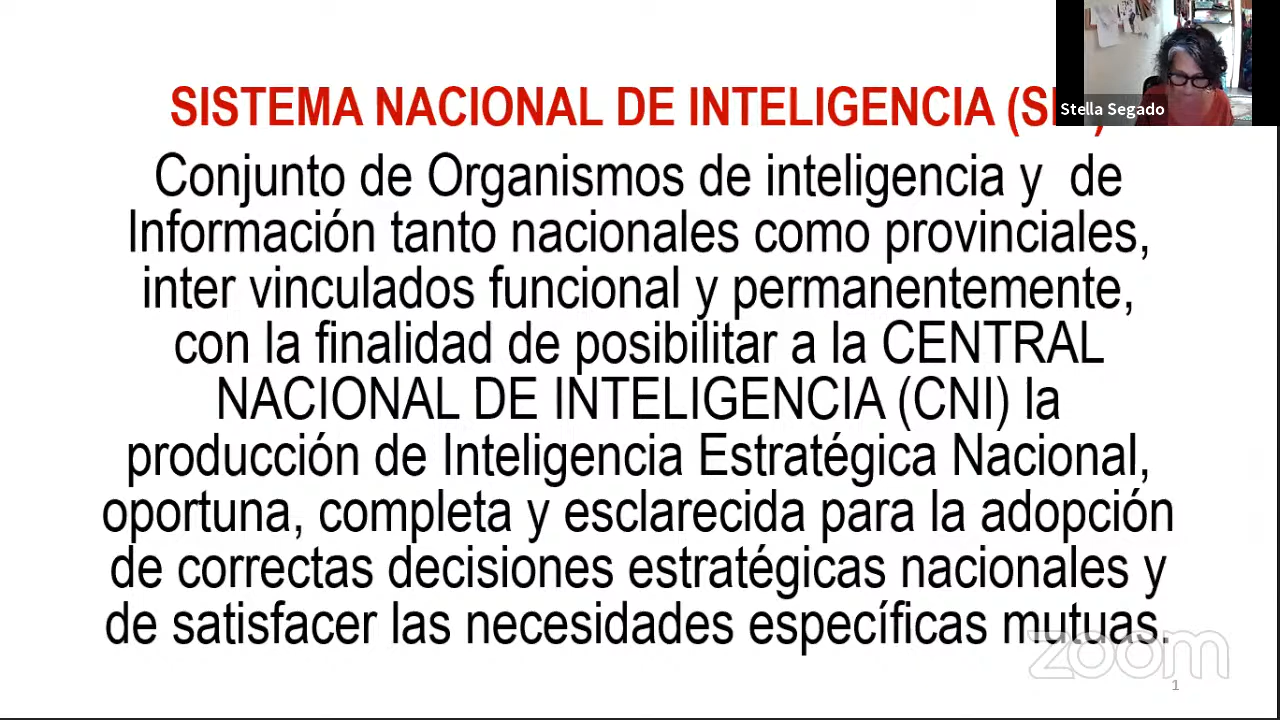 SISTEMA NACIONAL DE INTELIGENCIA
Stella Segado
Conjunto de Organismos de inteligencia y de
Información tanto nacionales como provinciales,
inter vinculados funcional y permanentemente,
con la finalidad de posibilitar a la CENTRAL
NACIONAL DE INTELIGENCIA (CNI) la
producción de Inteligencia Estratégica Nacional,
oportuna, completa y esclarecida para la adopción
de correctas decisiones estratégicas nacionales y
de satisfacer las necesidades específicas mutuas.
zoom
1